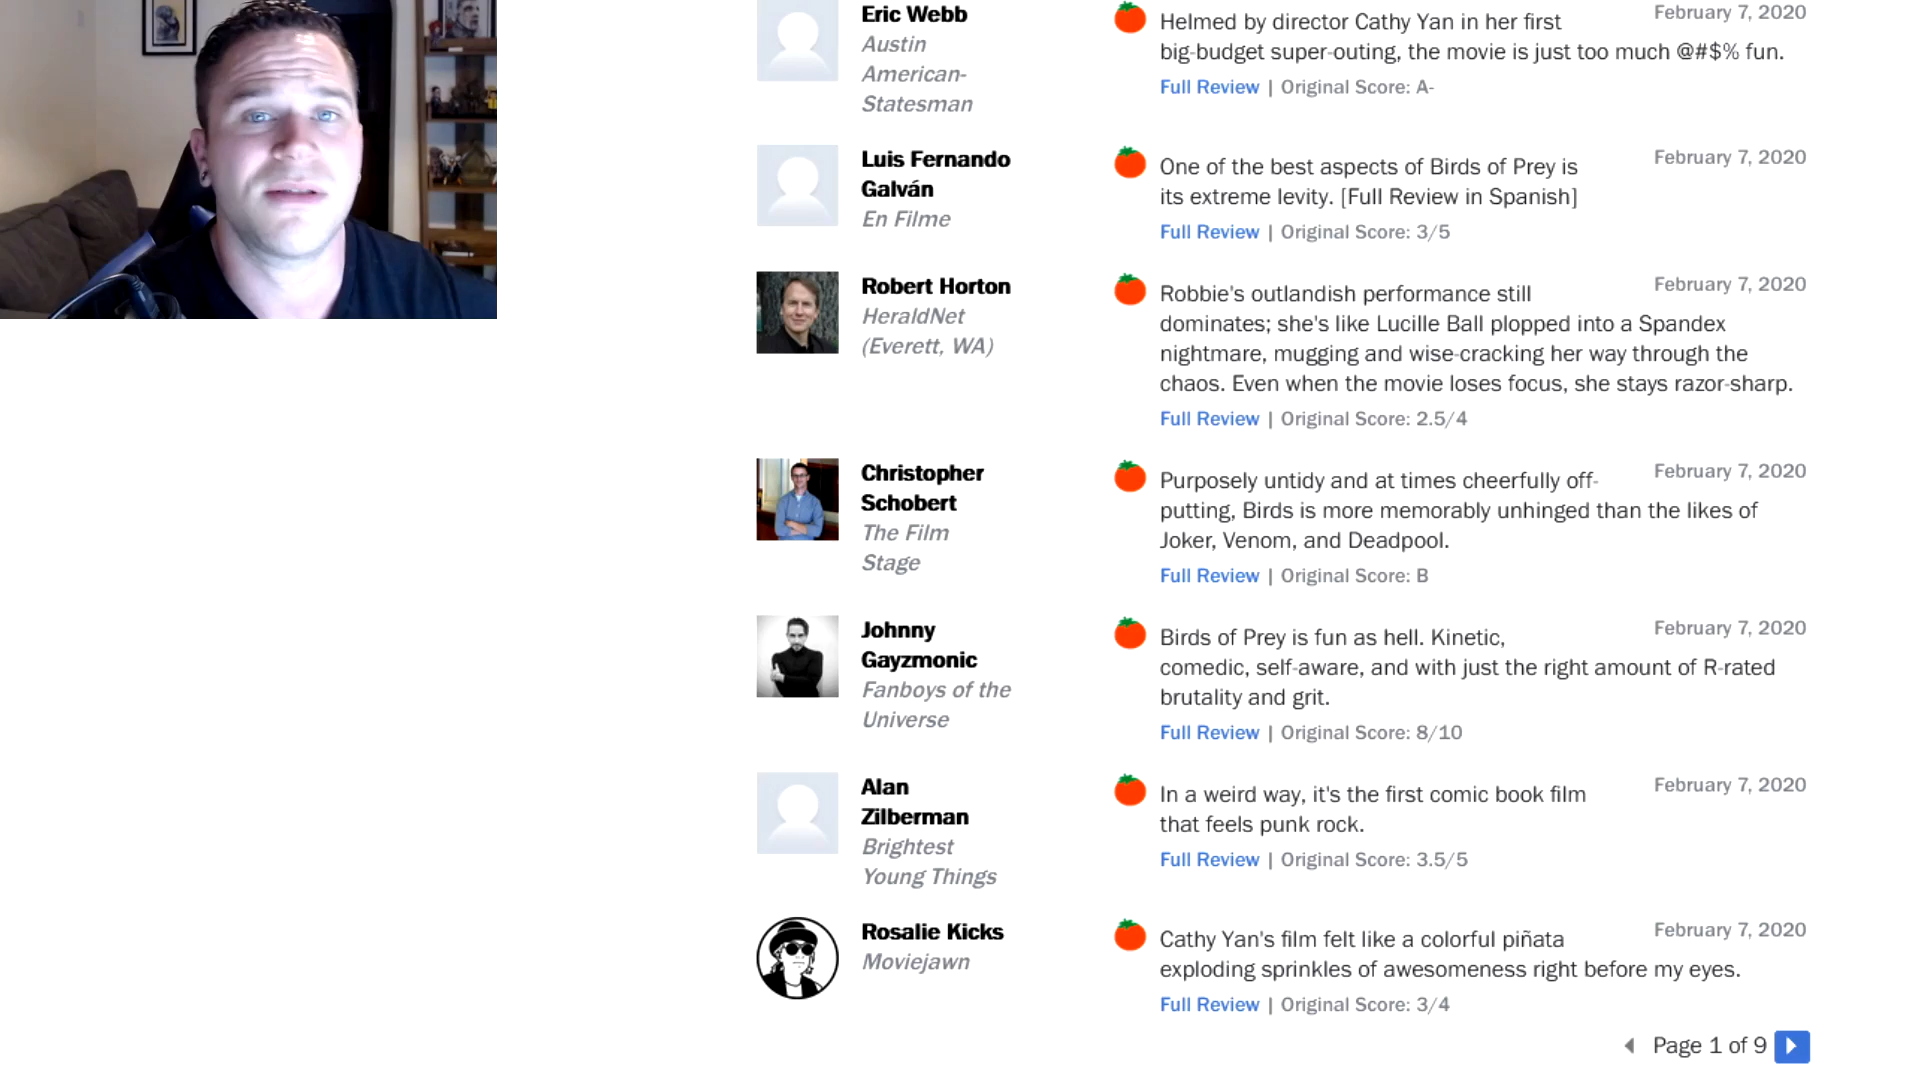 Eric Webb
Austin
American-
Statesman
Helmed by director Cathy Yan in her first
big-budget super-outing, the movie is just too much @#$% fun.
February 7, 2020
Full Review | Original Score: A-
Luis Fernando
Galván
En Filme
One of the best aspects of Birds of Prey is
its extreme levity. [Full Review in Spanish]
February 7, 2020
Full Review | Original Score: 3/5
Robert Horton
HeraldNet
(Everett, WA)
Robbie's outlandish performance still
dominates; she's like Lucille Ball plopped into a Spandex
nightmare, mugging and wise-cracking her way through the
chaos. Even when the movie loses focus, she stays razor-sharp.
February 7, 2020
Full Review | Original Score: 2.5/4
Christopher
Schobert
The Film
Stage
Purposely untidy and at times cheerfully off-
putting, Birds is more memorably unhinged than the likes of
Joker, Venom, and Deadpool.
February 7, 2020
Full Review | Original Score: B
Johnny
Gayzmonic
Fanboys of the
Universe
Birds of Prey is fun as hell. Kinetic,
comedic, self-aware, and with just the right amount of R-rated
brutality and grit.
February 7, 2020
Full Review | Original Score: 8/10
Alan
Zilberman
Brightest
Young Things
In a weird way, it's the first comic book film
that feels punk rock.
February 7, 2020
Full Review | Original Score: 3.5/5
Rosalie Kicks
Moviejawn
Cathy Yan's film felt like a colorful piñata
exploding sprinkles of awesomeness right before my eyes.
February 7, 2020
Full Review | Original Score: 3/4
Page 1 of 9